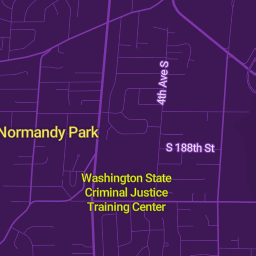 4th Ave S
Normandy Park
S 188th St
Washington State
Criminal Justice
Training Center